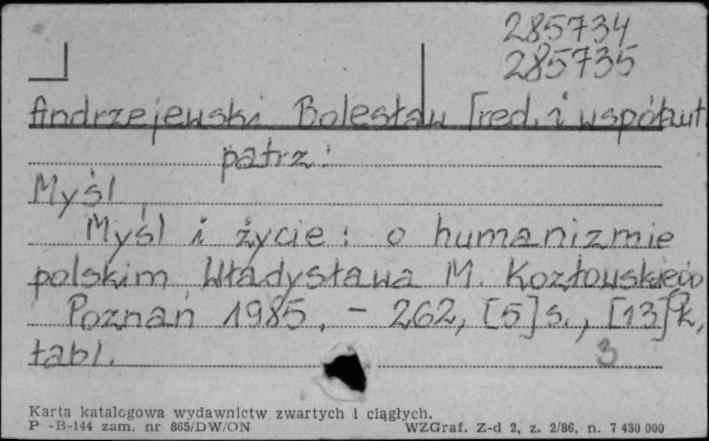 285734
285735
Andrzejewski Bolesław [red. i współaut
patrz:
Myśl
Myśl i życie : o humanizmie
polskim Władysława M. Kozłowskiego
Poznań 1985. - 262, [5] s., [13] k.
tabl.
3
Karta katalogowa wydawnictw zwartych i ciągłych.
P -B-144 zam. nr 865/DW/ON WZGraf. Z-d 2, z. 2/86, n. 7 430 000